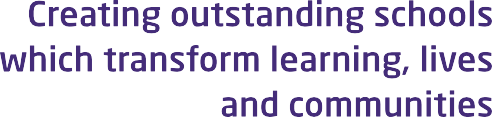 Creating outstanding schools
which transform learning, lives
and communities